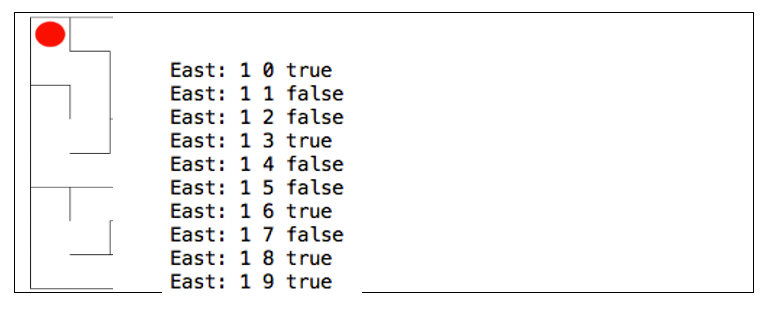 East: 1 0 true
East: 1 1 false
East: 1 2 false
East: 1 3 true
East: 1 4 false
East: 1 5 false
East: 1 6 true
East: 1 7 false
East: 1 8 true
East: 1 9 true